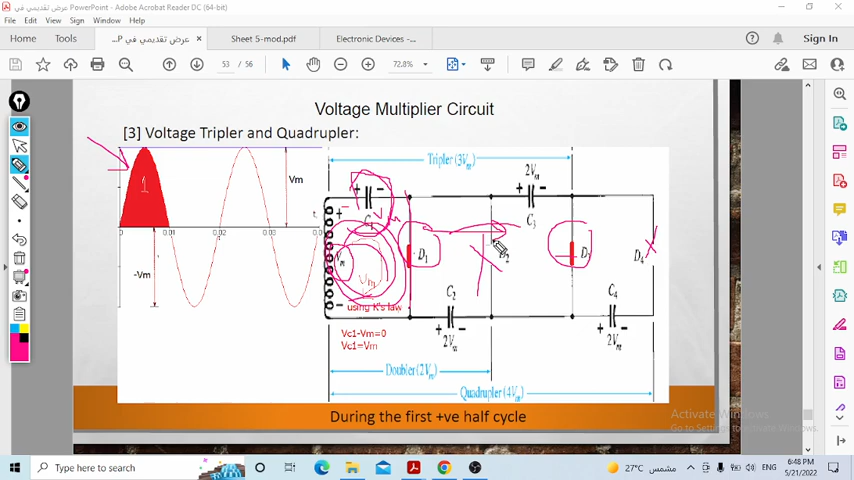 عرض تقديمي في PowerPoint - Adobe Acrobat Reader DC (64-bit)
File Edit View Sign Window Help
Home Tools عرض تقديمي في P... Sheet 5-mod.pdf Electronic Devices -... Sign In
53 / 56 72.8%
Voltage Multiplier Circuit
[3] Voltage Tripler and Quadrupler:
Tripler (3Vm)
1
Vm
-Vm
0 0.01 0.02 0.03
t,
+ -
C3
2Vm
+ -
Vm
Vm
D1
D2
D4
C2
+ -
2Vm
C4
+ -
2Vm
using K's law
Vc1-Vm=0
Vc1=Vm
Doubler (2Vm)
Quadrupler (4Vm)
During the first +ve half cycle
Activate Windows
Go to Settings to activate Windows.
Type here to search
27°C مشمس
ENG
6:48 PM
5/21/2022